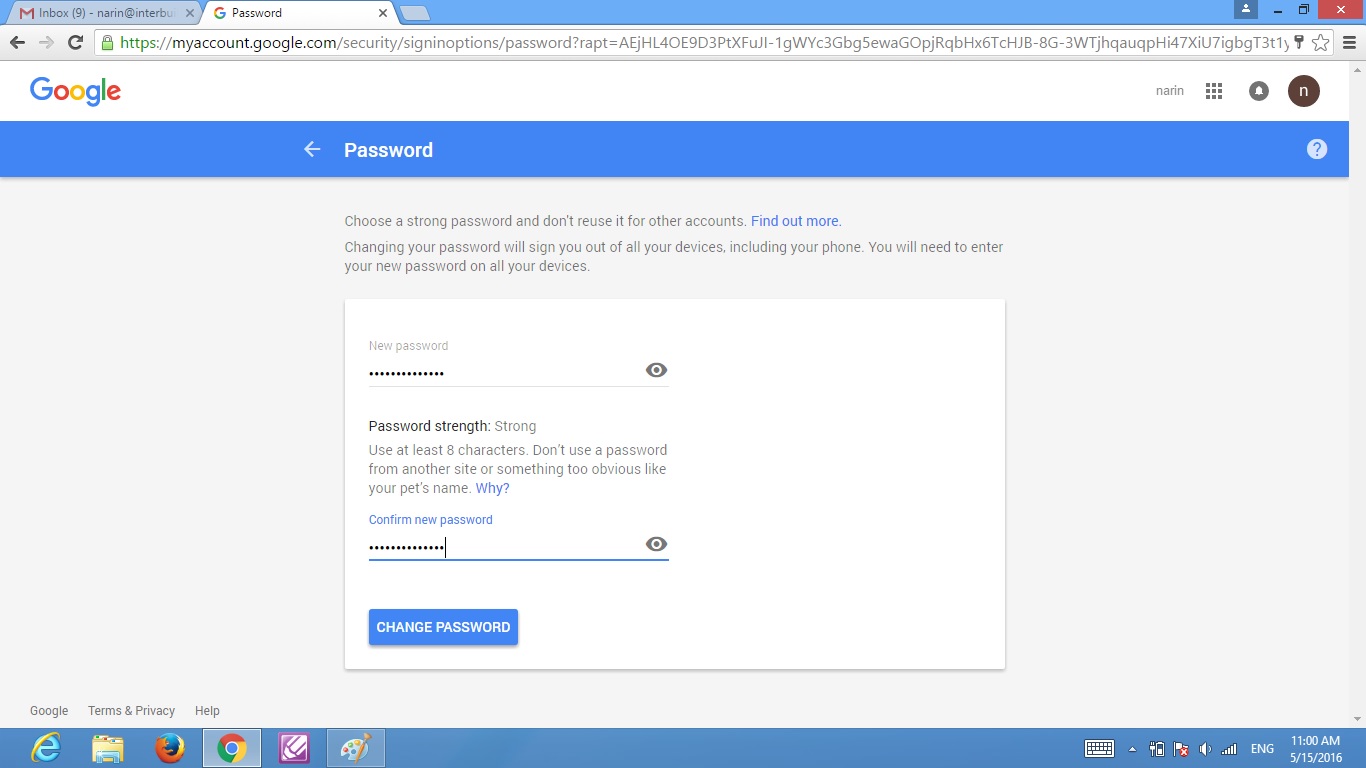 Inbox (9) - narin@interbu
Password
https://myaccount.google.com/security/signinoptions/password?rapt=AEjHL4OE9D3PtXFuJI-1gWYc3Gbg5ewaGOpjRqbHx6TcHJB-8G-3WTjhqauqpHi47XiU7igbgT3t1y
Google
narin
n
Password
?
Choose a strong password and don't reuse it for other accounts. Find out more.
Changing your password will sign you out of all your devices, including your phone. You will need to enter
your new password on all your devices.
New password
Password strength: Strong
Use at least 8 characters. Don't use a password
from another site or something too obvious like
your pet's name. Why?
Confirm new password
CHANGE PASSWORD
Google Terms & Privacy Help
ENG
11:00 AM
5/15/2016